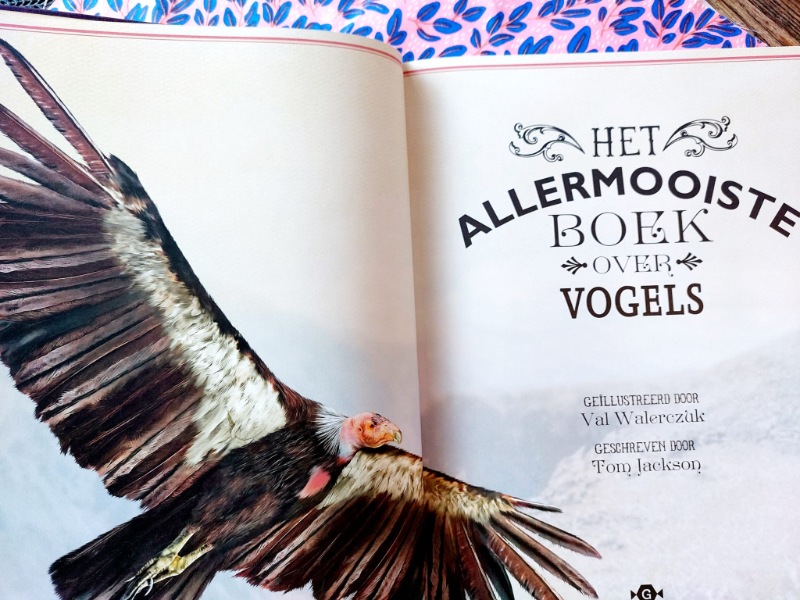 HET
ALLERMOOISTE
BOEK
OVER
VOGELS
GEÏLLUSTREERD DOOR
Val Walerczuk
GESCHREVEN DOOR
Tom Jackson
G